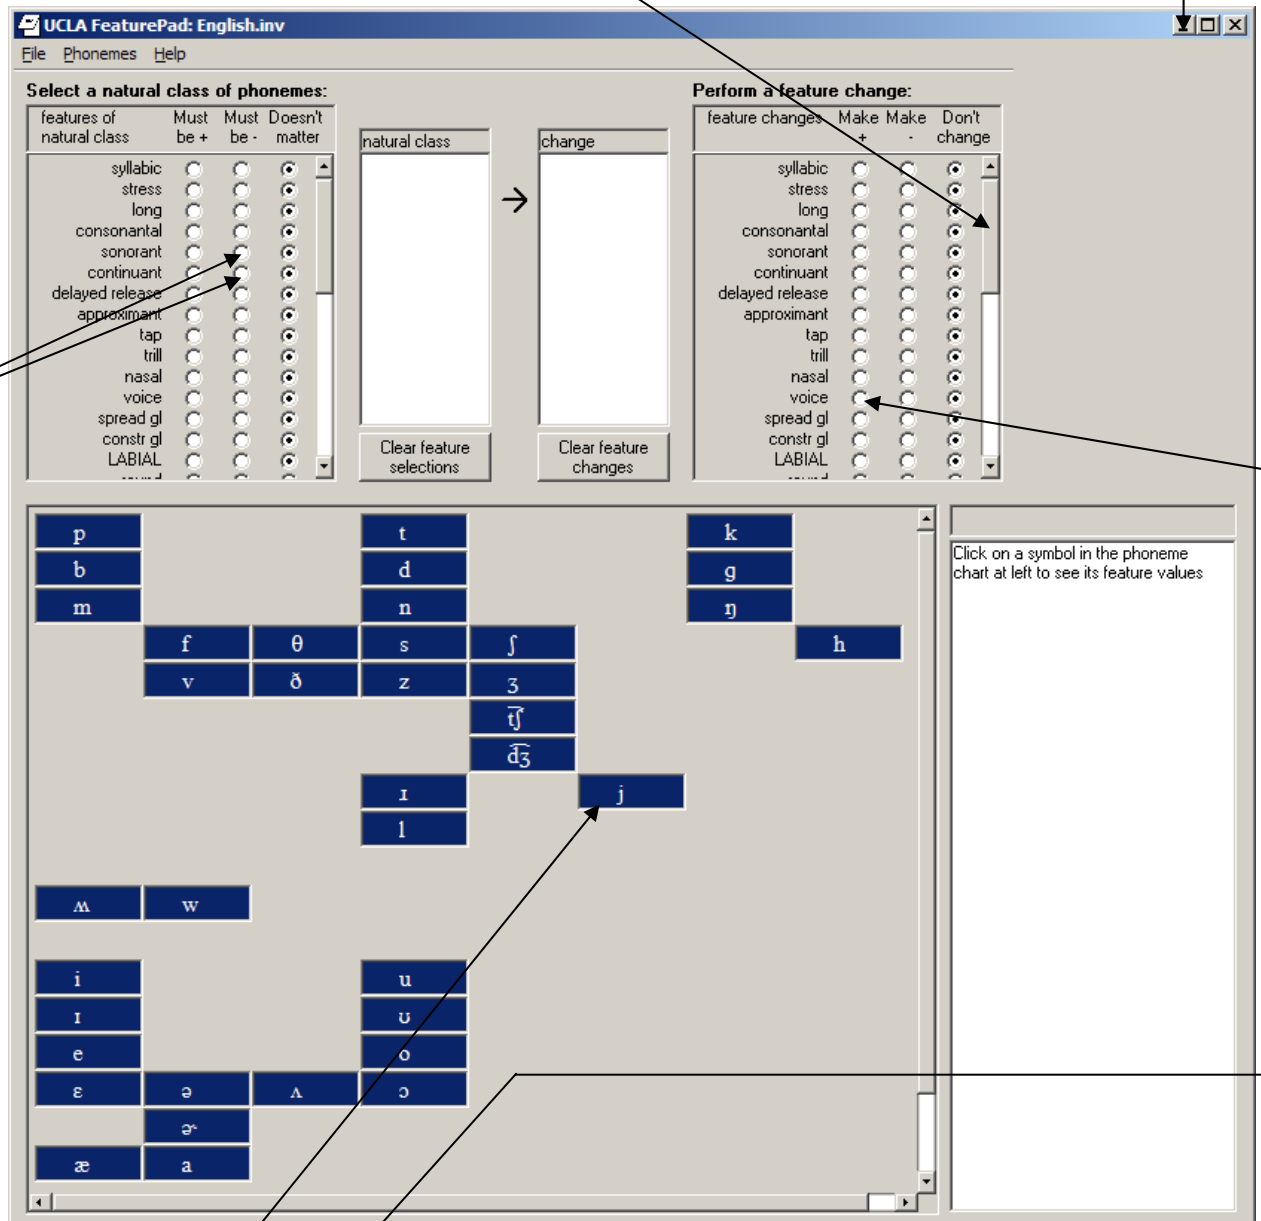 UCLA FeaturePad: English.inv
File Phonemes Help
Select a natural class of phonemes:
features of natural class
Must be +
Must be -
Doesn't matter
syllabic
stress
long
consonantal
sonorant
continuant
delayed release
approximant
tap
trill
nasal
voice
spread gl
constr gl
LABIAL
round
natural class
→
change
Clear feature selections
Clear feature changes
Perform a feature change:
feature changes
Make +
Make -
Don't change
syllabic
stress
long
consonantal
sonorant
continuant
delayed release
approximant
tap
trill
nasal
voice
spread gl
constr gl
LABIAL
round
p t k
b d g
m n ŋ
f θ s ʃ h
v ð z ʒ
t͡ʃ
d͡ʒ
ɹ j
l
ʍ w
i u
ɪ ʊ
e o
ɛ ə ʌ ɔ
ɚ
æ a
Click on a symbol in the phoneme
chart at left to see its feature values